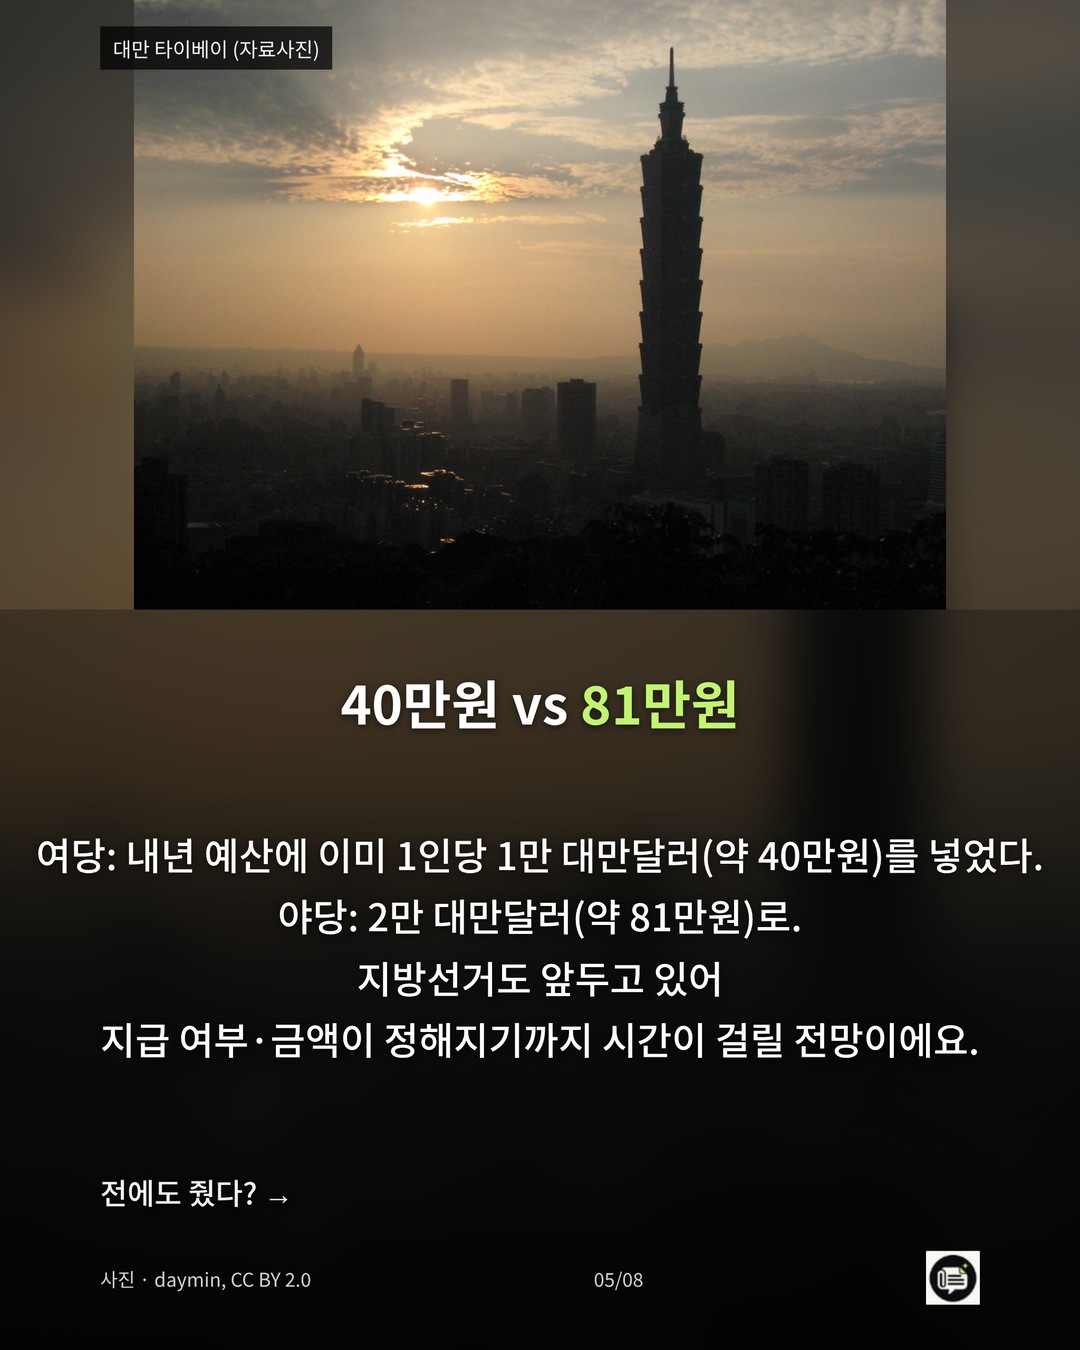 대만 타이베이 (자료사진)
40만원 vs 81만원
여당: 내년 예산에 이미 1인당 1만 대만달러(약 40만원)를 넣었다.
야당: 2만 대만달러(약 81만원)로.
지방선거도 앞두고 있어
지급 여부·금액이 정해지기까지 시간이 걸릴 전망이에요.
전에도 줬다? →
사진 · daymin, CC BY 2.0
05/08